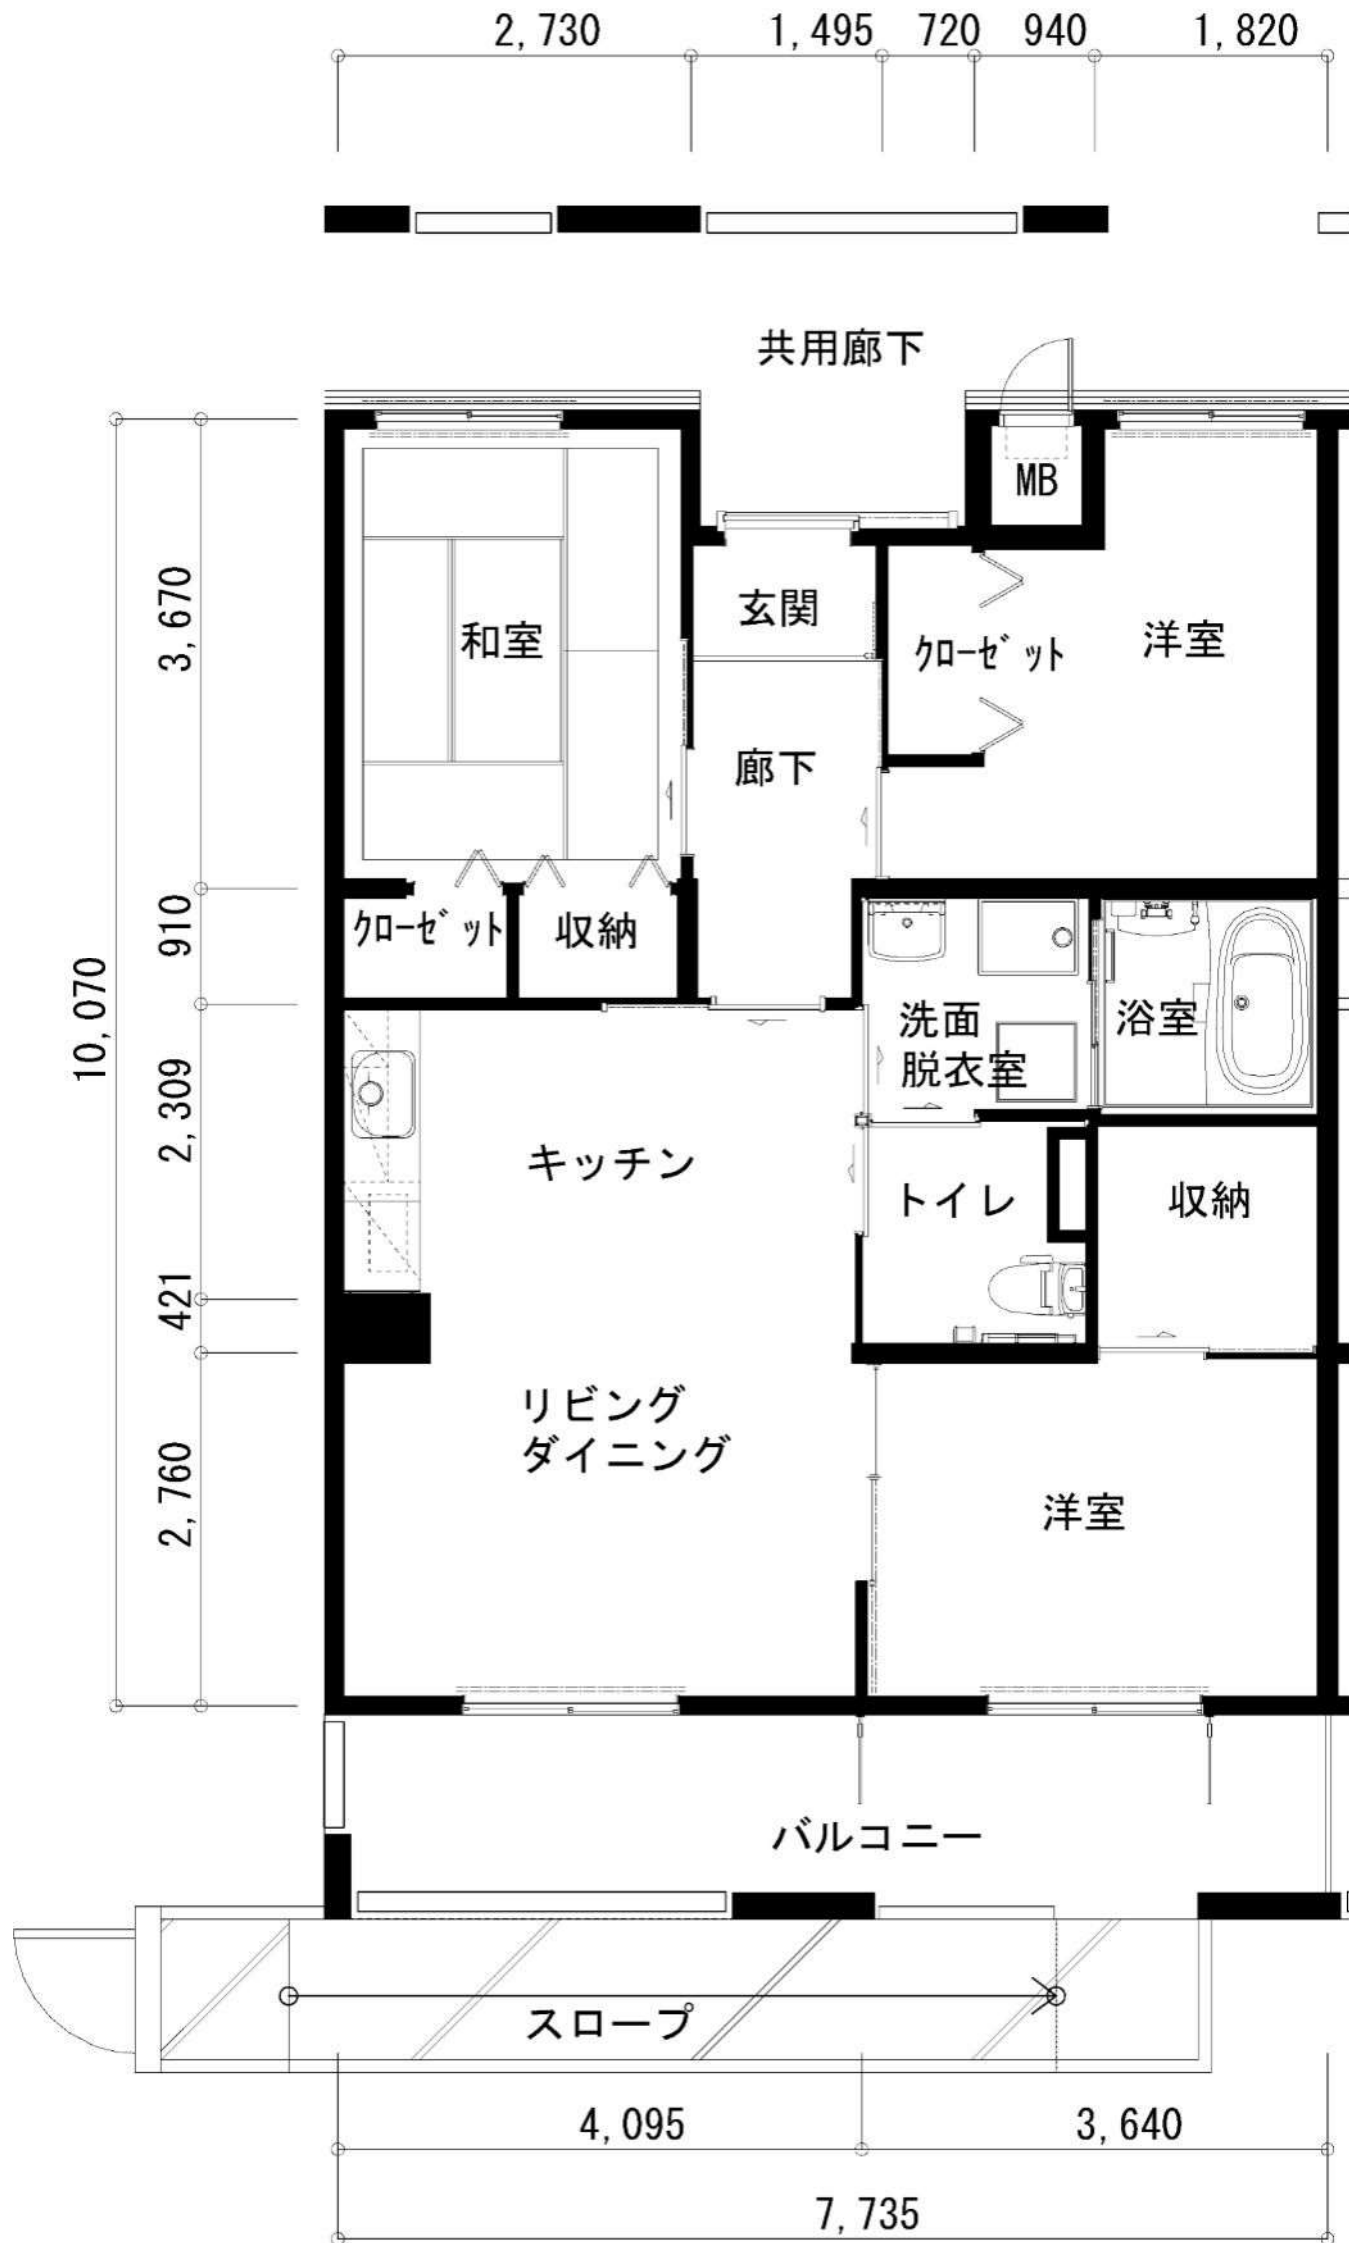 2,730
1,495
720
940
1,820
共用廊下
MB
玄関
和室
クローゼット
洋室
廊下
3,670
910
10,070
2,309
421
2,760
クローゼット
収納
洗面
脱衣室
浴室
キッチン
トイレ
収納
リビング
ダイニング
洋室
バルコニー
スロープ
4,095
3,640
7,735